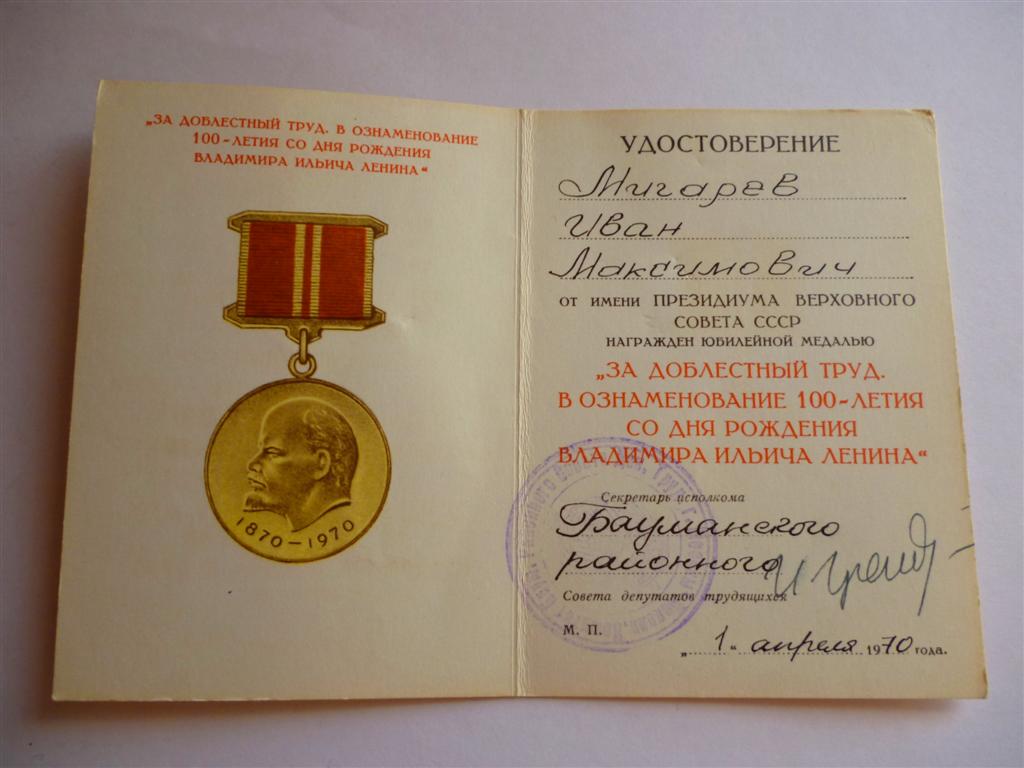 „ЗА ДОБЛЕСТНЫЙ ТРУД. В ОЗНАМЕНОВАНИЕ
100-ЛЕТИЯ СО ДНЯ РОЖДЕНИЯ
ВЛАДИМИРА ИЛЬИЧА ЛЕНИНА“
1870–1970
УДОСТОВЕРЕНИЕ
Мигарев
Иван
Максимович
ОТ ИМЕНИ ПРЕЗИДИУМА ВЕРХОВНОГО
СОВЕТА СССР
НАГРАЖДЕН ЮБИЛЕЙНОЙ МЕДАЛЬЮ
„ЗА ДОБЛЕСТНЫЙ ТРУД.
В ОЗНАМЕНОВАНИЕ 100-ЛЕТИЯ
СО ДНЯ РОЖДЕНИЯ
ВЛАДИМИРА ИЛЬИЧА ЛЕНИНА“
Секретарь исполкома
Бауманского
районного
Совета депутатов трудящихся
М. П.
„1“ апреля 1970 года.